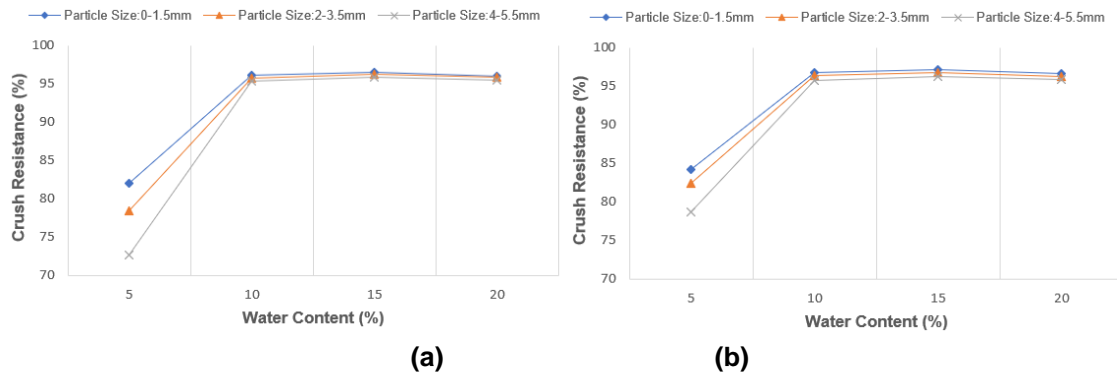 Particle Size:0-1.5mm Particle Size:2-3.5mm Particle Size:4-5.5mm
100
95
90
85
80
75
70
Crush Resistance (%)
5 10 15 20
Water Content (%)
(a)
Particle Size:0-1.5mm Particle Size:2-3.5mm Particle Size:4-5.5mm
100
95
90
85
80
75
70
Crush Resistance (%)
5 10 15 20
Water Content (%)
(b)